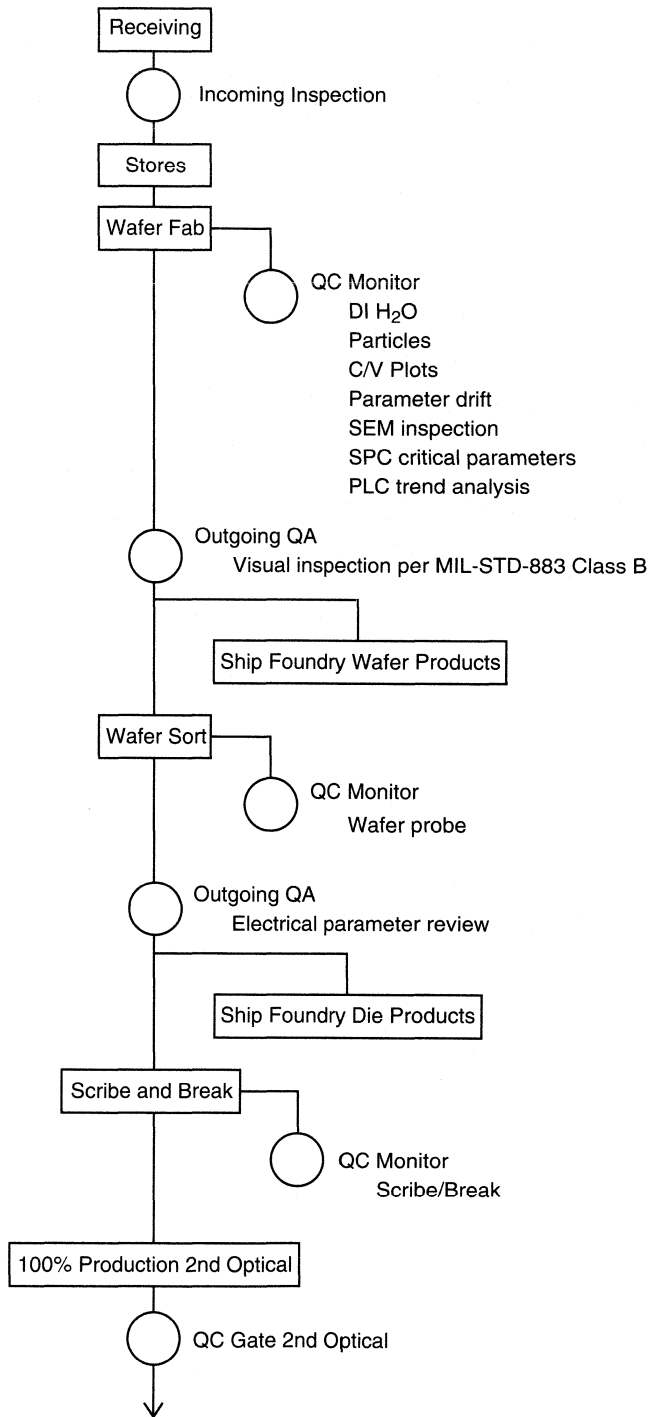 Receiving
Incoming Inspection
Stores
Wafer Fab
QC Monitor
DI H₂O
Particles
C/V Plots
Parameter drift
SEM inspection
SPC critical parameters
PLC trend analysis
Outgoing QA
Visual inspection per MIL-STD-883 Class B
Ship Foundry Wafer Products
Wafer Sort
QC Monitor
Wafer probe
Outgoing QA
Electrical parameter review
Ship Foundry Die Products
Scribe and Break
QC Monitor
Scribe/Break
100% Production 2nd Optical
QC Gate 2nd Optical